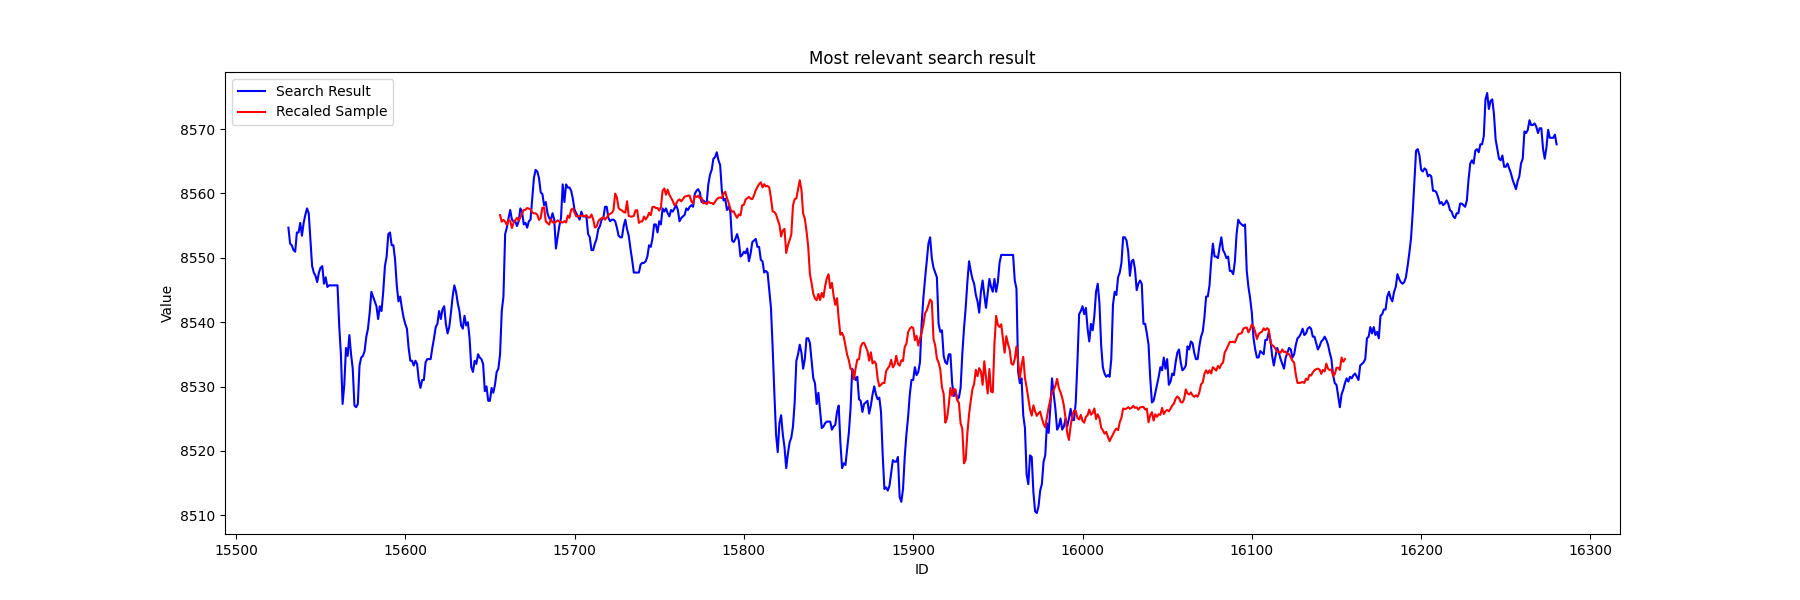 Most relevant search result
Search Result
Recaled Sample
Value
8570
8560
8550
8540
8530
8520
8510
15500 15600 15700 15800 15900 16000 16100 16200 16300
ID